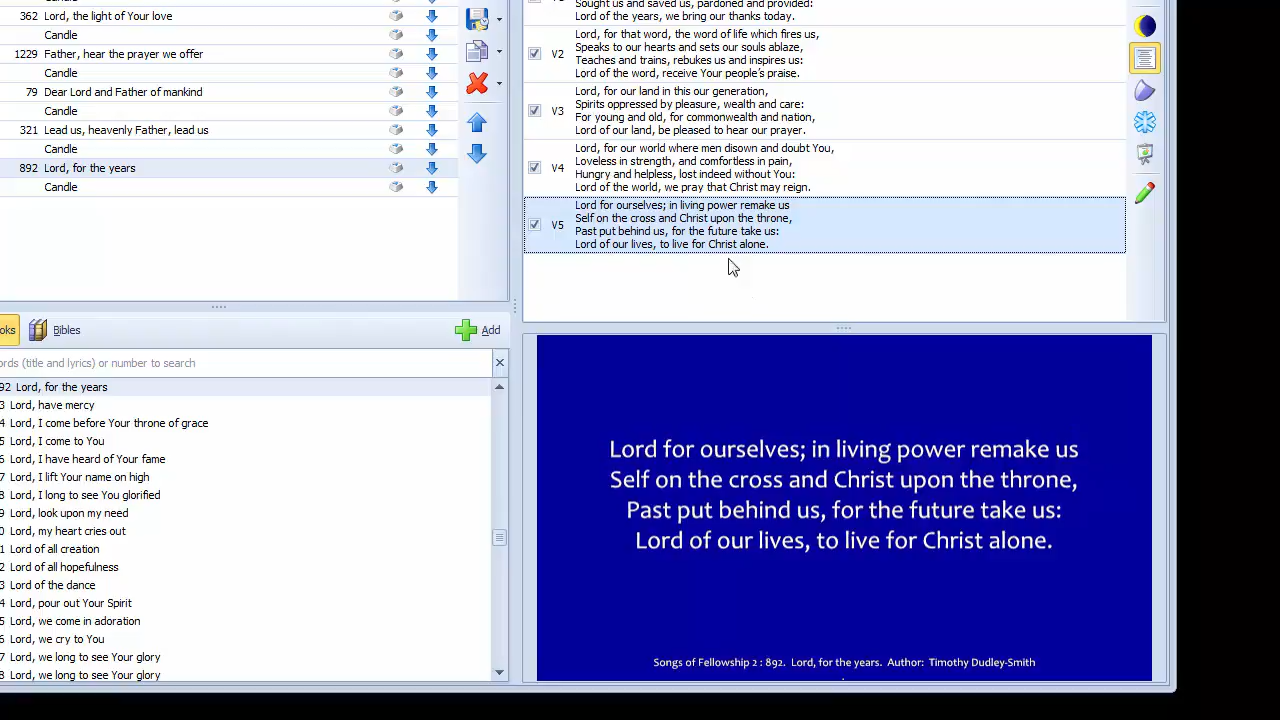 362 Lord, the light of Your love
Candle
1229 Father, hear the prayer we offer
Candle
79 Dear Lord and Father of mankind
Candle
321 Lead us, heavenly Father, lead us
Candle
892 Lord, for the years
Candle
Sought us and saved us, pardoned and provided:
Lord of the years, we bring our thanks today.
V2
Lord, for that word, the word of life which fires us,
Speaks to our hearts and sets our souls ablaze,
Teaches and trains, rebukes us and inspires us:
Lord of the word, receive Your people's praise.
V3
Lord, for our land in this our generation,
Spirits oppressed by pleasure, wealth and care:
For young and old, for commonwealth and nation,
Lord of our land, be pleased to hear our prayer.
V4
Lord, for our world where men disown and doubt You,
Loveless in strength, and comfortless in pain,
Hungry and helpless, lost indeed without You:
Lord of the world, we pray that Christ may reign.
V5
Lord for ourselves; in living power remake us
Self on the cross and Christ upon the throne,
Past put behind us, for the future take us:
Lord of our lives, to live for Christ alone.
oks Bibles Add
ords (title and lyrics) or number to search
92 Lord, for the years
3 Lord, have mercy
4 Lord, I come before Your throne of grace
5 Lord, I come to You
6 Lord, I have heard of Your fame
7 Lord, I lift Your name on high
8 Lord, I long to see You glorified
9 Lord, look upon my need
0 Lord, my heart cries out
1 Lord of all creation
2 Lord of all hopefulness
3 Lord of the dance
4 Lord, pour out Your Spirit
5 Lord, we come in adoration
6 Lord, we cry to You
7 Lord, we long to see Your glory
8 Lord, we long to see Your glory
Lord for ourselves; in living power remake us
Self on the cross and Christ upon the throne,
Past put behind us, for the future take us:
Lord of our lives, to live for Christ alone.
Songs of Fellowship 2 : 892. Lord, for the years. Author: Timothy Dudley-Smith